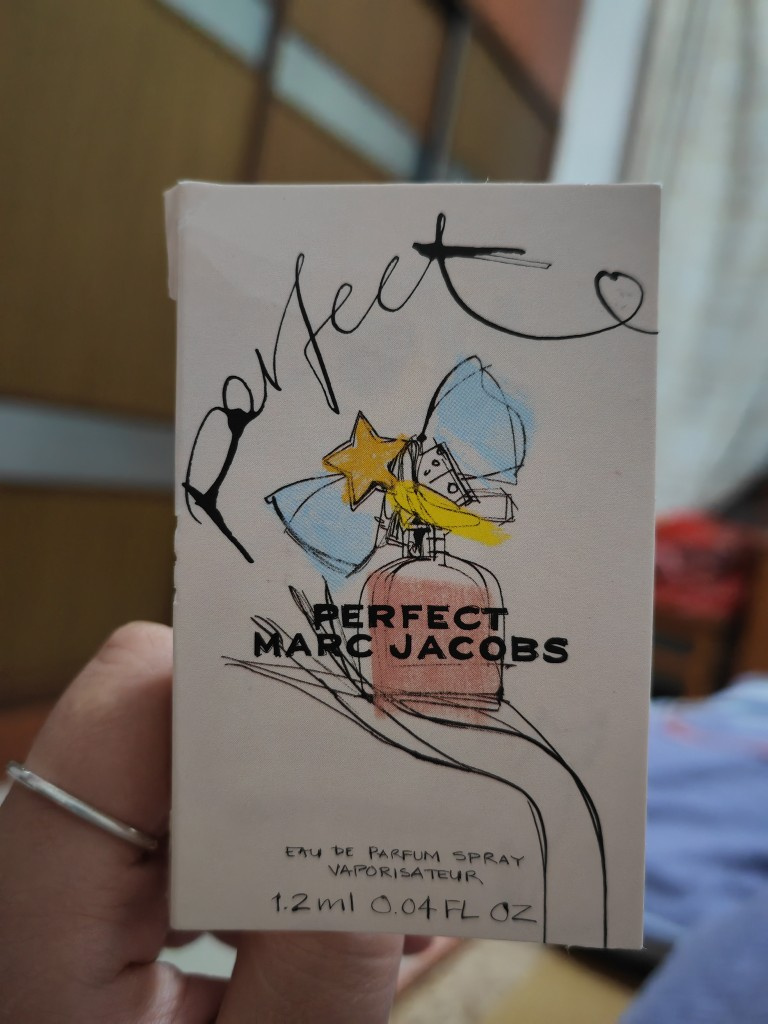 perfect
PERFECT
MARC JACOBS
EAU DE PARFUM SPRAY
VAPORISATEUR
1.2ml 0.04 FL OZ